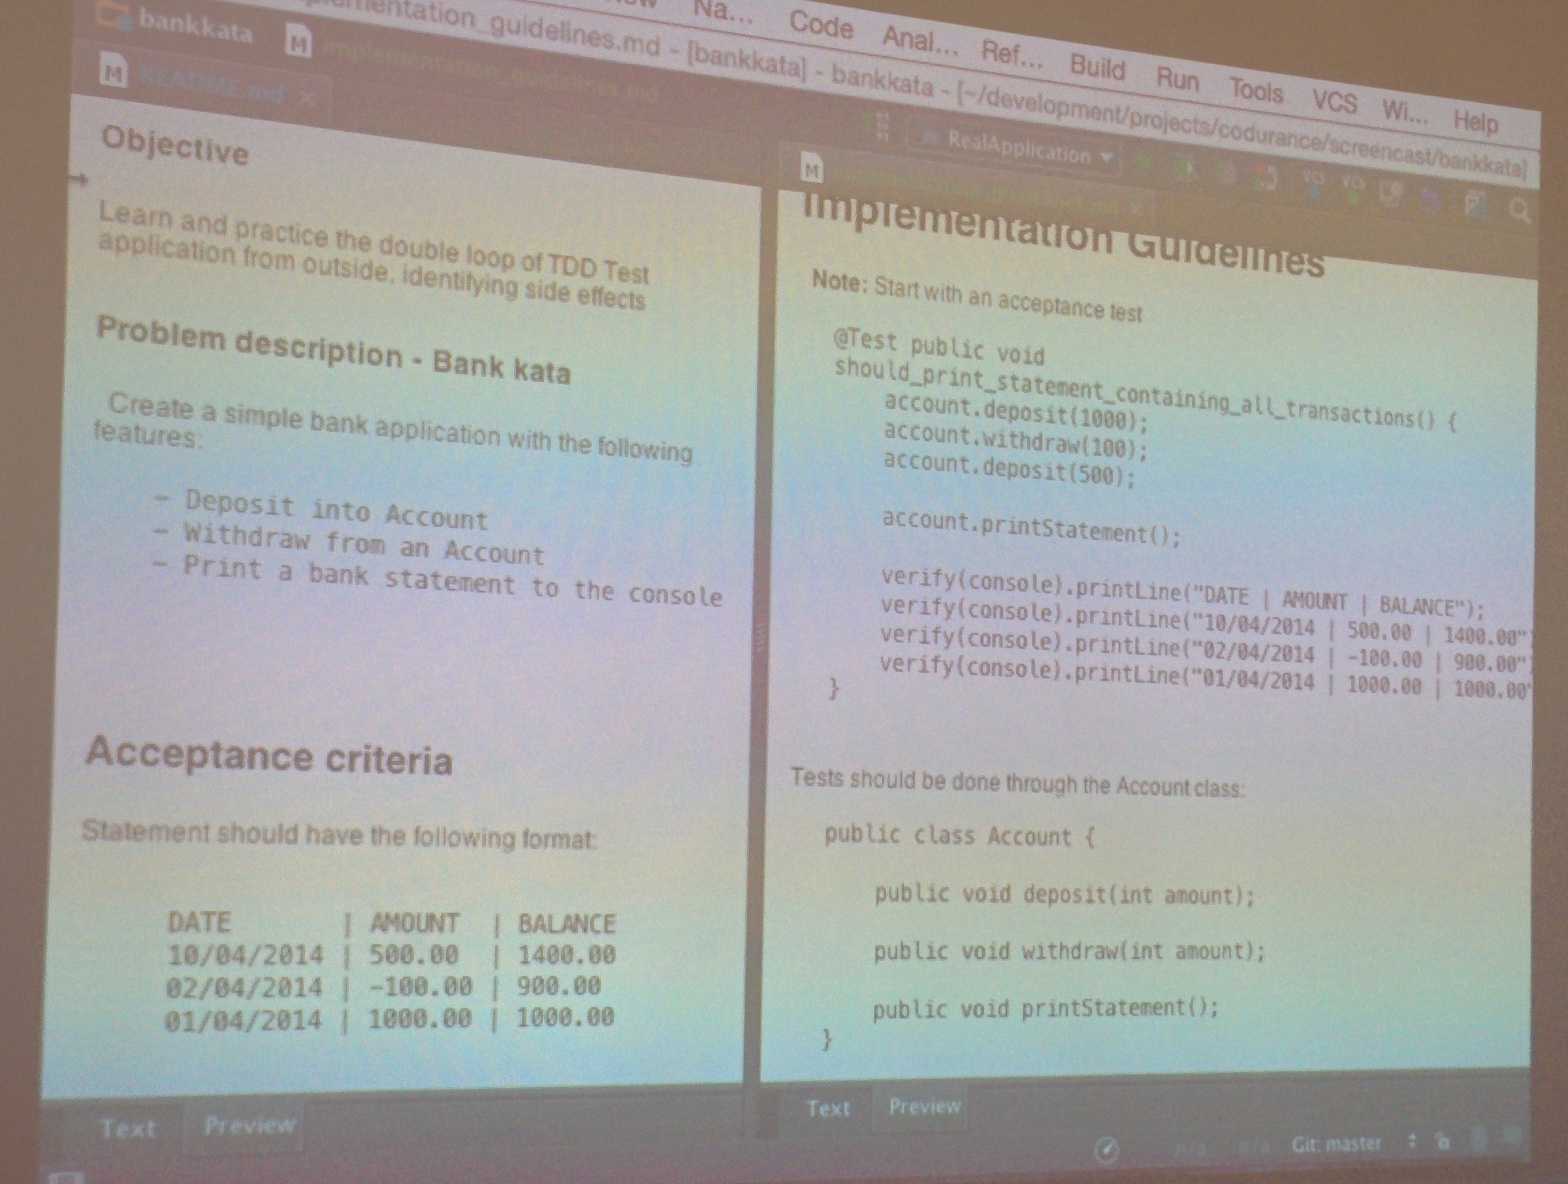 Na... Code Anal... Ref... Build Run Tools VCS Wi... Help
implementation_guidelines.md - [bankkata] - bankkata - [~/development/projects/codurance/screencast/bankkata]
bankkata
implementation_guidelines.md
RealApplication
README.md
Objective
Learn and practice the double loop of TDD Test
application from outside, identifying side effects
Problem description - Bank kata
Create a simple bank application with the following
features:
- Deposit into Account
- Withdraw from an Account
- Print a bank statement to the console
Acceptance criteria
Statement should have the following format:
DATE | AMOUNT | BALANCE
10/04/2014 | 500.00 | 1400.00
02/04/2014 | -100.00 | 900.00
01/04/2014 | 1000.00 | 1000.00
Text Preview
Implementation Guidelines
Note: Start with an acceptance test
@Test public void
should_print_statement_containing_all_transactions() {
account.deposit(1000);
account.withdraw(100);
account.deposit(500);
account.printStatement();
verify(console).printLine("DATE | AMOUNT | BALANCE");
verify(console).printLine("10/04/2014 | 500.00 | 1400.00"
verify(console).printLine("02/04/2014 | -100.00 | 900.00"
verify(console).printLine("01/04/2014 | 1000.00 | 1000.00"
}
Tests should be done through the Account class:
public class Account {
public void deposit(int amount);
public void withdraw(int amount);
public void printStatement();
}
Text Preview
Git: master